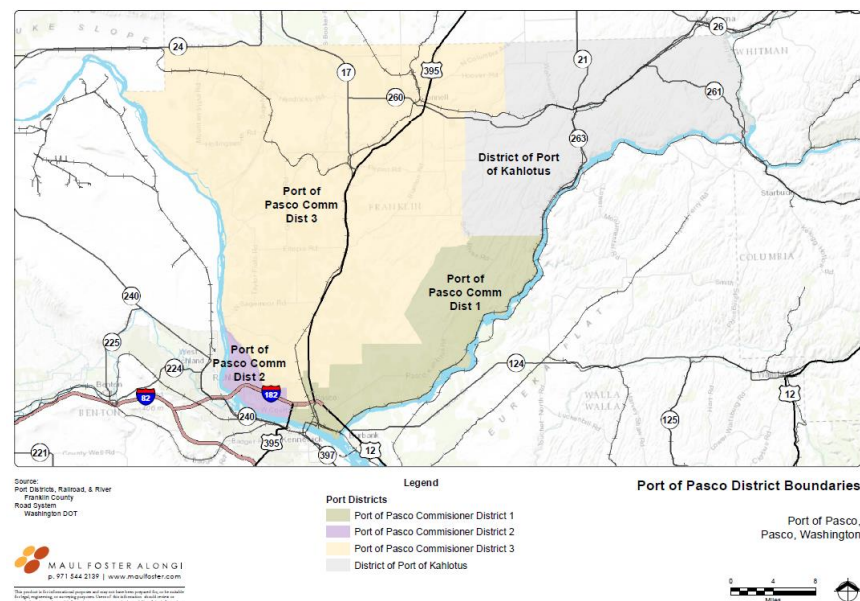 24
26
WHITMAN
21
395
17
261
260
263
District of Port
of Kahlotus
Port of
Pasco Comm
Dist 3
FRANKLIN
Starbuck
COLUMBIA
Port of
Pasco Comm
Dist 1
240
225
Port of
Pasco Comm
Dist 2
224
124
EUREKA FLAT
182
82
BENTON
12
240
WALLA
WALLA
125
395
Burbank
12
221
397
Source:
Port Districts, Railroad, & River
Franklin County
Road System
Washington DOT
Legend
Port Districts
Port of Pasco Commisioner District 1
Port of Pasco Commisioner District 2
Port of Pasco Commisioner District 3
District of Port of Kahlotus
Port of Pasco District Boundaries
Port of Pasco,
Pasco, Washington
MAUL FOSTER ALONGI
p. 971 544 2139 | www.maulfoster.com
0 4 8
Miles